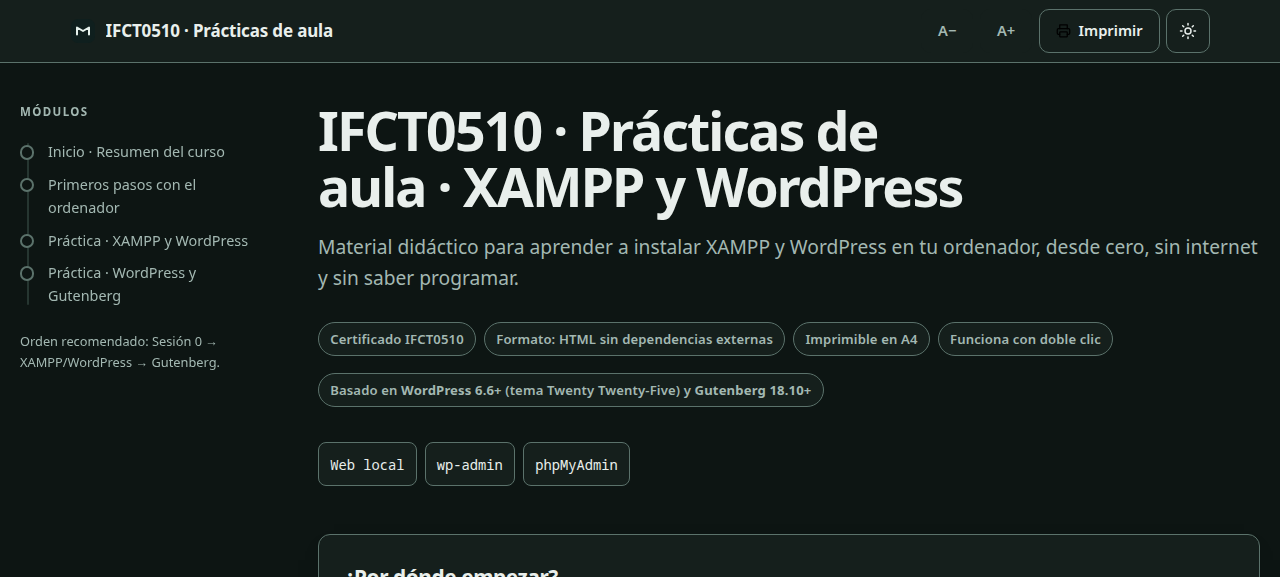 IFCT0510 · Prácticas de aula
A−
A+
Imprimir
MÓDULOS
Inicio · Resumen del curso
Primeros pasos con el
ordenador
Práctica · XAMPP y WordPress
Práctica · WordPress y
Gutenberg
Orden recomendado: Sesión 0 →
XAMPP/WordPress → Gutenberg.
IFCT0510 · Prácticas de
aula · XAMPP y WordPress
Material didáctico para aprender a instalar XAMPP y WordPress en tu ordenador, desde cero, sin internet
y sin saber programar.
Certificado IFCT0510
Formato: HTML sin dependencias externas
Imprimible en A4
Funciona con doble clic
Basado en WordPress 6.6+ (tema Twenty Twenty-Five) y Gutenberg 18.10+
Web local
wp-admin
phpMyAdmin
¿Por dónde empezar?